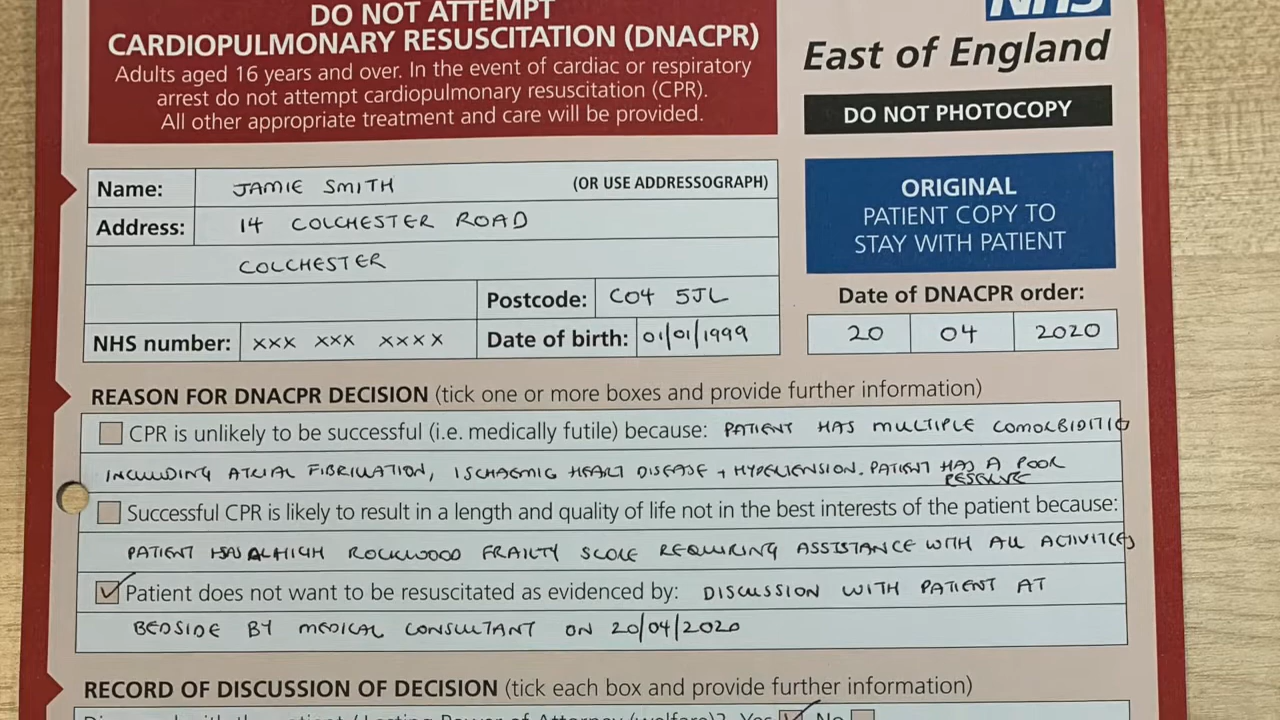 DO NOT ATTEMPT
CARDIOPULMONARY RESUSCITATION (DNACPR)
Adults aged 16 years and over. In the event of cardiac or respiratory
arrest do not attempt cardiopulmonary resuscitation (CPR).
All other appropriate treatment and care will be provided.
NHS
East of England
DO NOT PHOTOCOPY
ORIGINAL
PATIENT COPY TO
STAY WITH PATIENT
Name: JAMIE SMITH (OR USE ADDRESSOGRAPH)
Address: 14 COLCHESTER ROAD
COLCHESTER
Postcode: CO4 5JL
NHS number: XXX XXX XXXX Date of birth: 01/01/1999
Date of DNACPR order:
20 04 2020
REASON FOR DNACPR DECISION (tick one or more boxes and provide further information)
CPR is unlikely to be successful (i.e. medically futile) because: PATIENT HAS MULTIPLE
INCLUDING ATRIAL FIBRILLATION, ISCHAEMIC HEART DISEASE + HYPERTENSION. PATIENT HAS A POOR
RESERVE
Successful CPR is likely to result in a length and quality of life not in the best interests of the patient because:
PATIENT HAS A HIGH ROCKWOOD FRAILTY SCORE REQUIRING ASSISTANCE WITH ALL ACTIVITIES
Patient does not want to be resuscitated as evidenced by: DISCUSSION WITH PATIENT AT
BEDSIDE BY MEDICAL CONSULTANT ON 20/04/2020
RECORD OF DISCUSSION OF DECISION (tick each box and provide further information)
Yes No